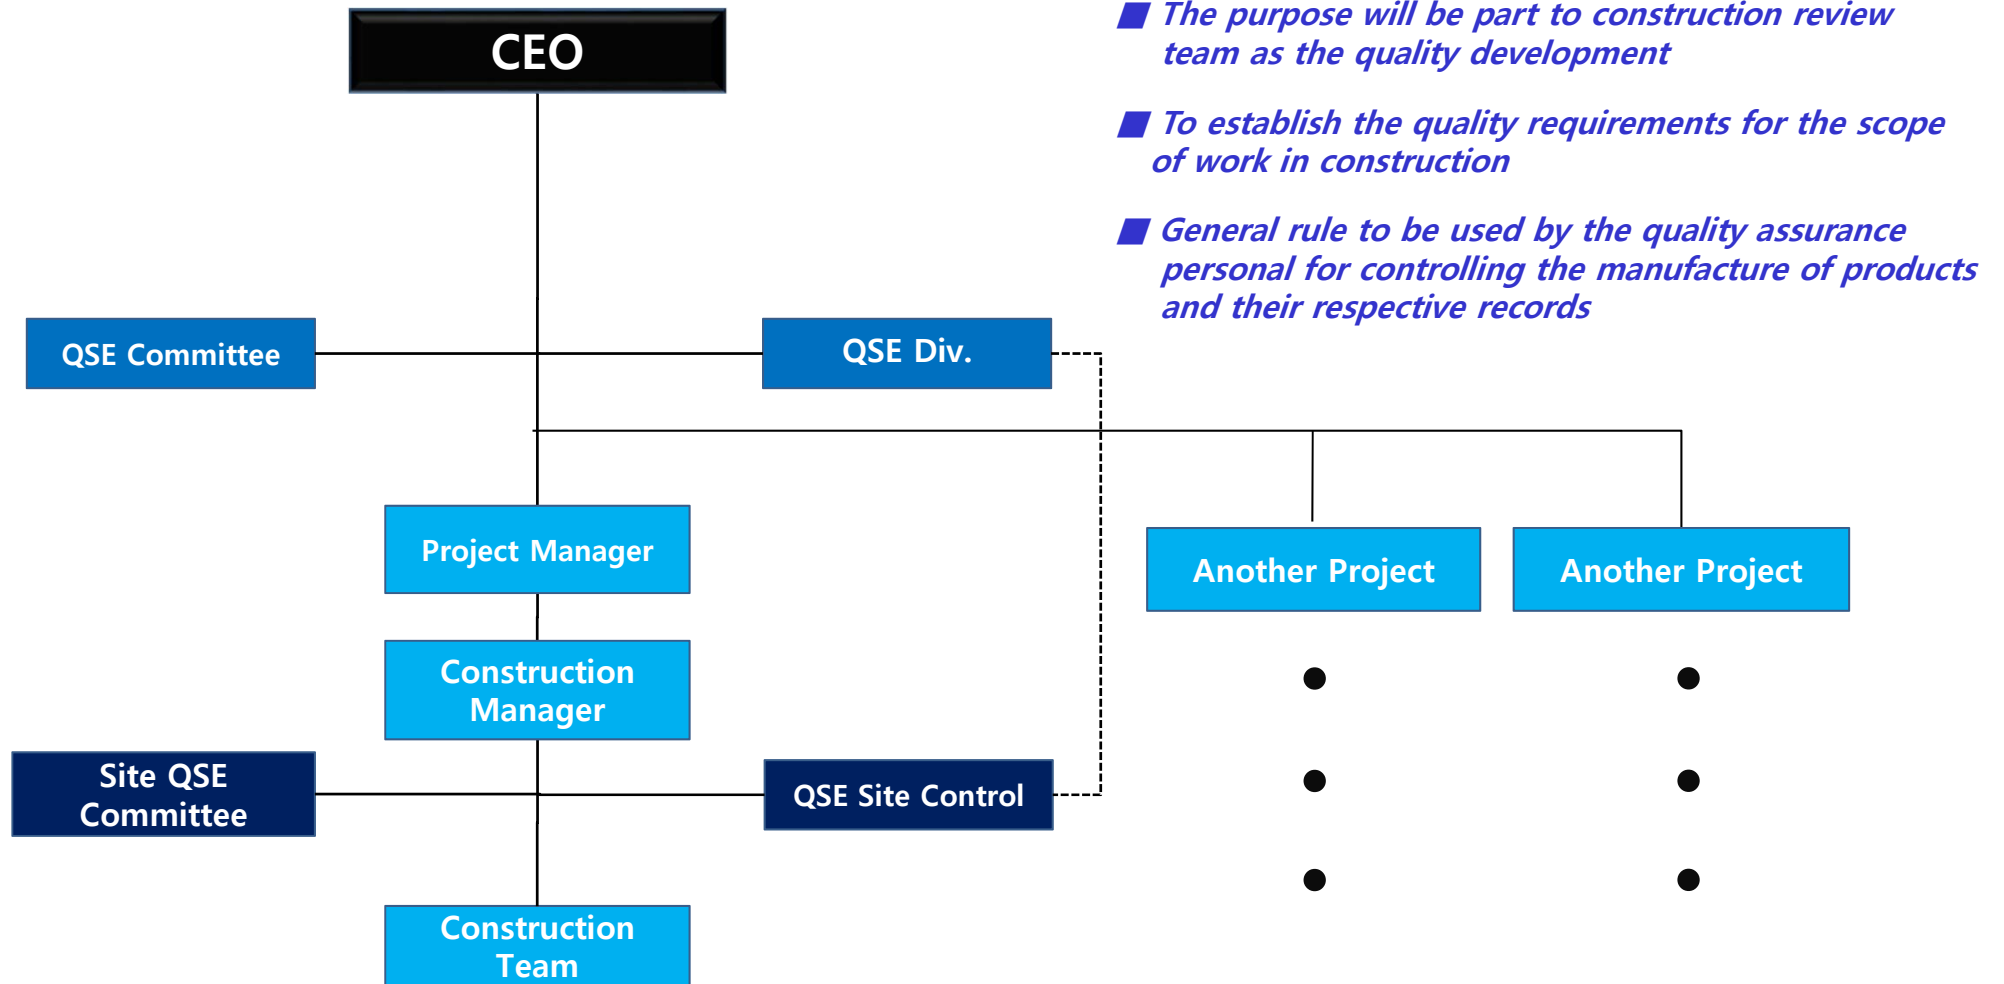 CEO
The purpose will be part to construction review
team as the quality development
To establish the quality requirements for the scope
of work in construction
General rule to be used by the quality assurance
personal for controlling the manufacture of products
and their respective records
QSE Committee
QSE Div.
Project Manager
Another Project
Another Project
Construction
Manager
Site QSE
Committee
QSE Site Control
Construction
Team